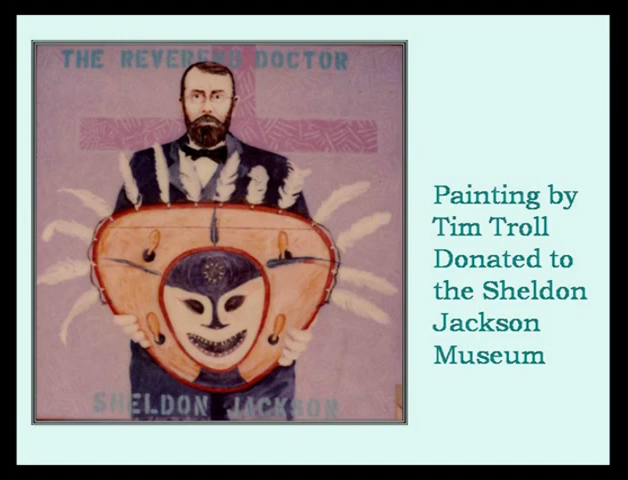 THE REVEREND DOCTOR
SHELDON JACKSON
Painting by
Tim Troll
Donated to
the Sheldon
Jackson
Museum